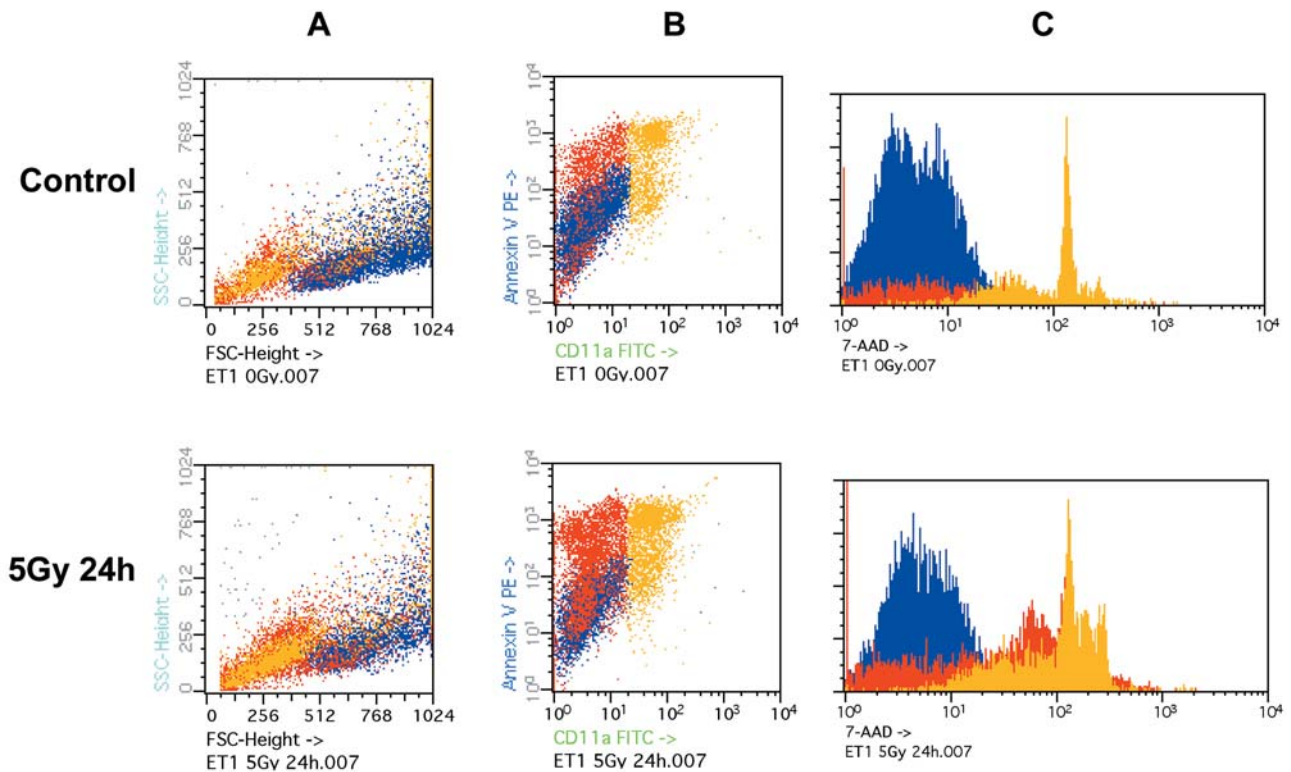 A B C
Control
1024
768
512
256
0
SSC-Height ->
0 256 512 768 1024
FSC-Height ->
ET1 0Gy.007
10⁴
10³
10²
10¹
10⁰
Annexin V PE ->
10⁰ 10¹ 10² 10³ 10⁴
CD11a FITC ->
ET1 0Gy.007
10⁰ 10¹ 10² 10³ 10⁴
7-AAD ->
ET1 0Gy.007
5Gy 24h
1024
768
512
256
0
SSC-Height ->
0 256 512 768 1024
FSC-Height ->
ET1 5Gy 24h.007
10⁴
10³
10²
10¹
10⁰
Annexin V PE ->
10⁰ 10¹ 10² 10³ 10⁴
CD11a FITC ->
ET1 5Gy 24h.007
10⁰ 10¹ 10² 10³ 10⁴
7-AAD ->
ET1 5Gy 24h.007